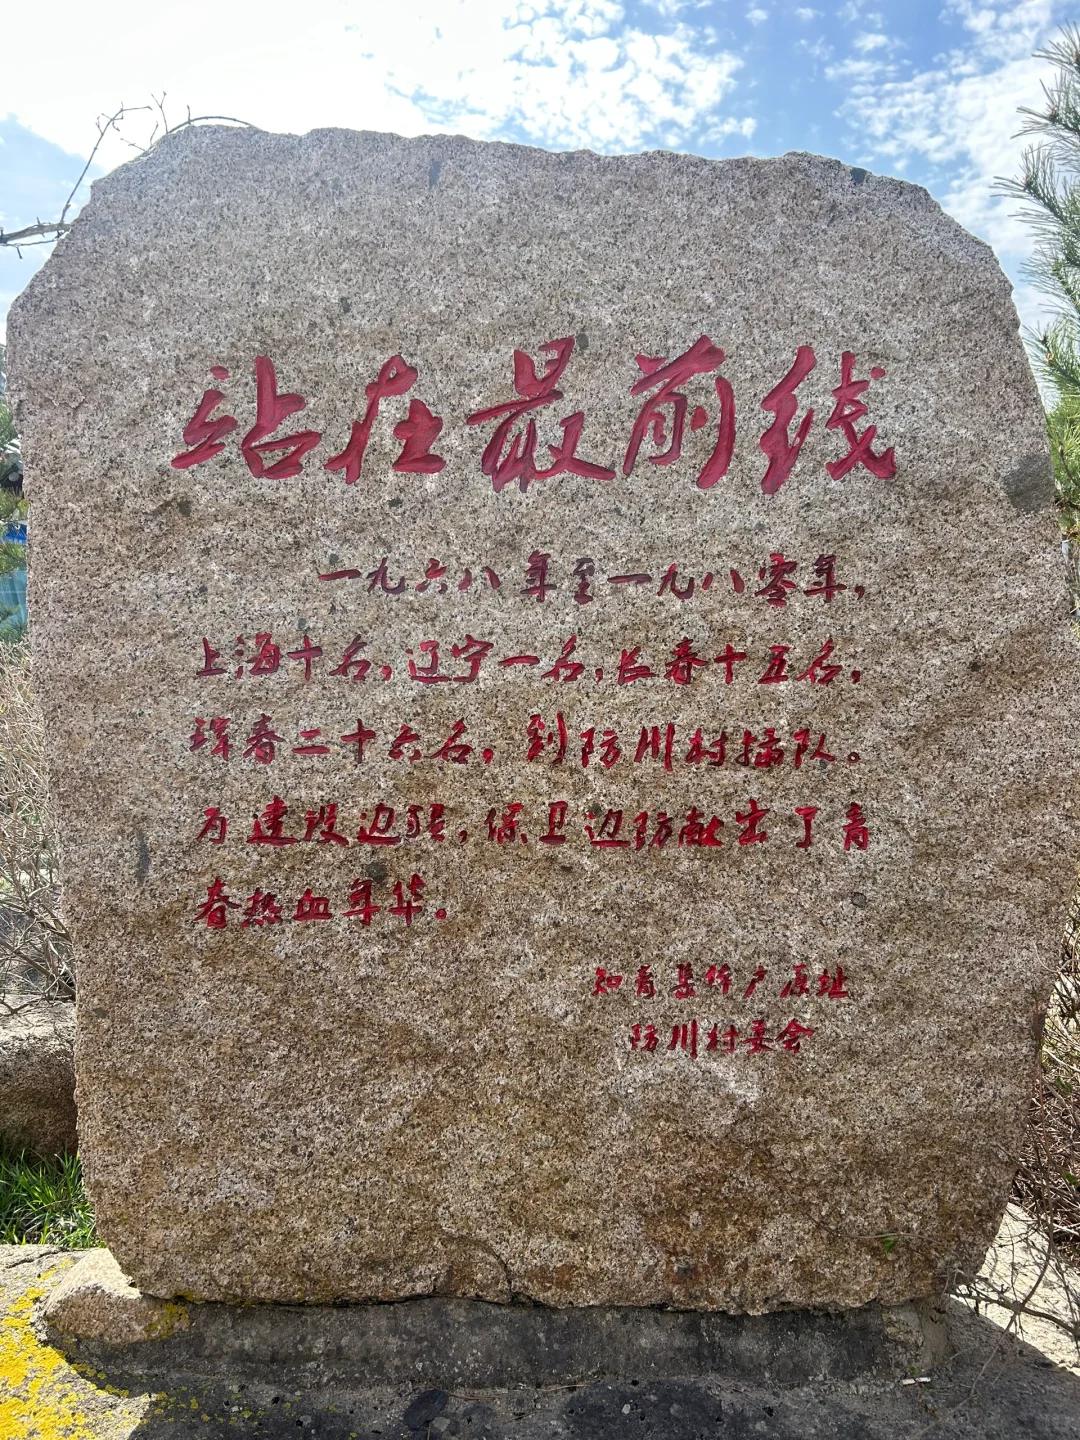 站在最前线
一九六八年至一九八零年，
上海十名，辽宁一名，长春十五名，
珲春二十六名，到防川村插队。
为建设边疆，保卫边防献出了青
春热血年华。
知青集体户原址
防川村委会